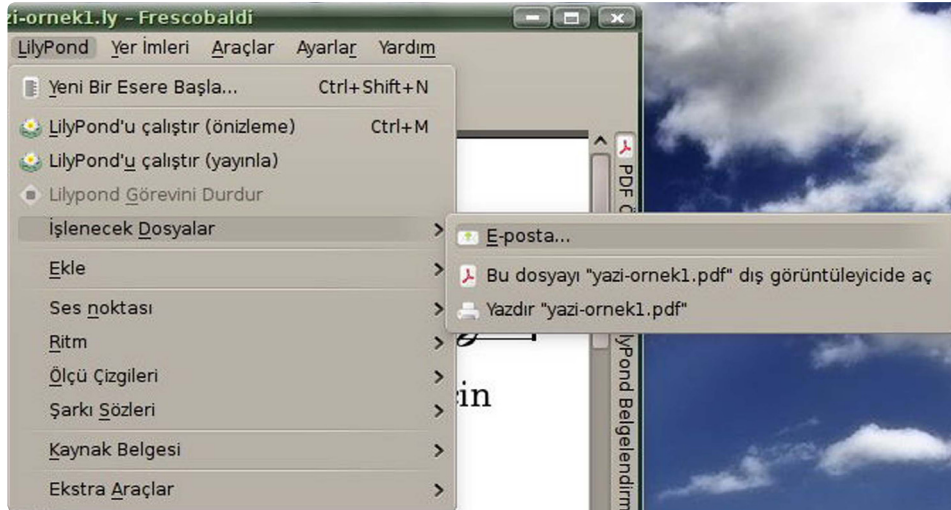 zi-ornek1.ly – Frescobaldi
LilyPond Yer İmleri Araçlar Ayarlar Yardım
Yeni Bir Esere Başla... Ctrl+Shift+N
LilyPond'u çalıştır (önizleme) Ctrl+M
LilyPond'u çalıştır (yayınla)
Lilypond Görevini Durdur
İşlenecek Dosyalar
E-posta...
Bu dosyayı "yazi-ornek1.pdf" dış görüntüleyicide aç
Yazdır "yazi-ornek1.pdf"
Ekle
Ses noktası
Ritm
Ölçü Çizgileri
Şarkı Sözleri
Kaynak Belgesi
Ekstra Araçlar
çin
PDF Ö
lyPond Belgelendirm